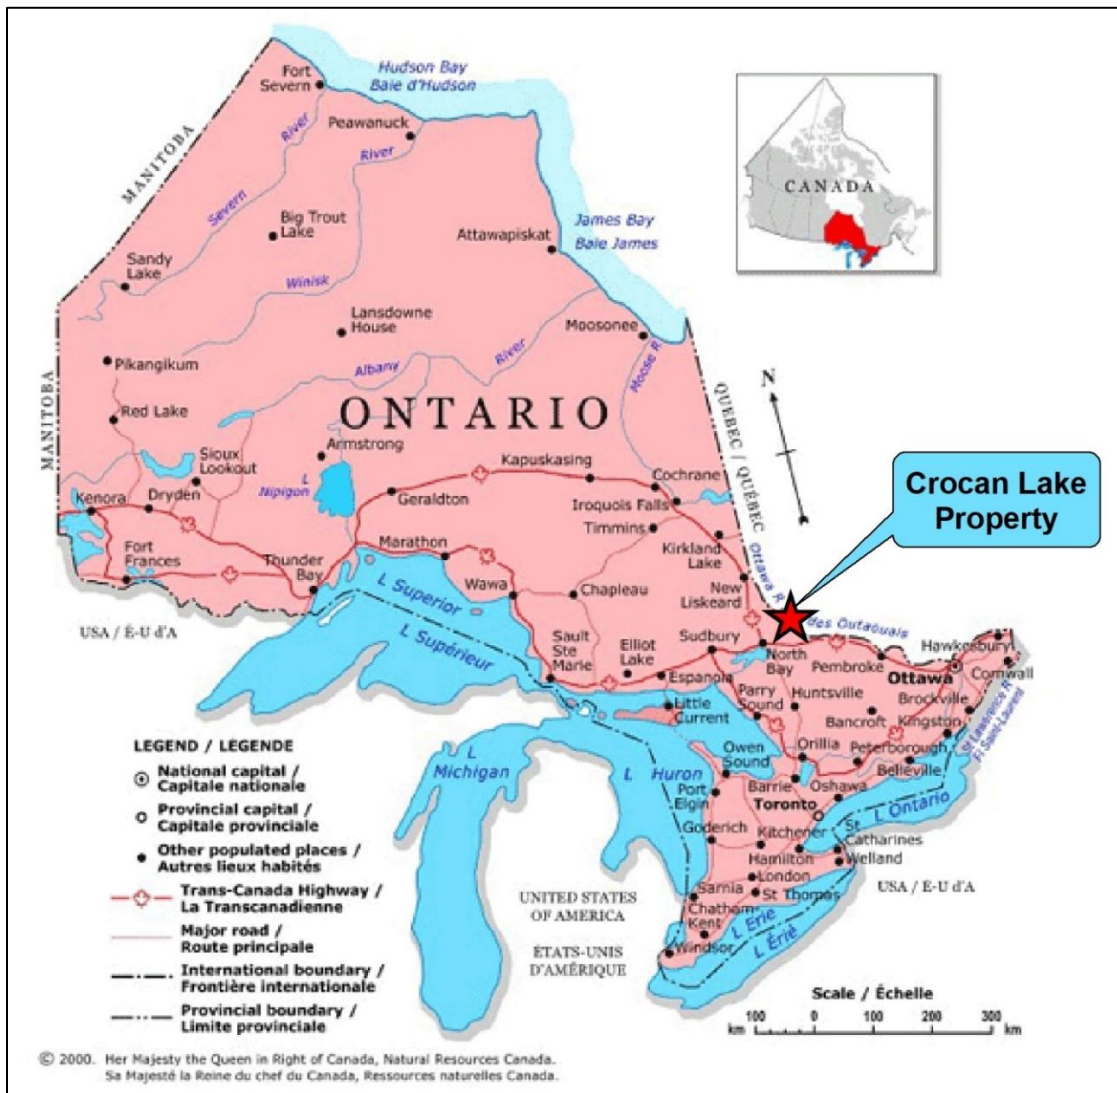 Hudson Bay
Baie d'Hudson
Fort
Severn
Peawanuck
River
River
MANITOBA
Severn
Big Trout
Lake
Attawapiskat
James Bay
Baie James
CANADA
Sandy
Lake
Winisk
Lansdowne
House
Moosonee
Pikangikum
Albany
River
Moose R
MANITOBA
Red Lake
ONTARIO
QUEBEC / QUÉBEC
N
Sioux
Lookout
Armstrong
L
Nipigon
Kapuskasing
Cochrane
Geraldton
Iroquois Falls
Kenora
Dryden
Timmins
Crocan Lake
Property
Fort
Frances
Thunder
Bay
Marathon
Kirkland
Lake
Ottawa R
Wawa
Chapleau
New
Liskeard
L Superior
L Supérieur
USA / É-U d'A
des Outaouais
Sault
Ste
Marie
Elliot
Lake
Sudbury
North
Bay
Pembroke
Hawkesbury
Ottawa
Cornwall
Espanola
Little
Current
Parry
Sound
Huntsville
Bancroft
Brockville
Kingston
St Lawrence R
Fl Saint-Laurent
L
Michigan
L Huron
Owen
Sound
Orillia
Peterborough
Belleville
Port
Elgin
Barrie
Oshawa
Toronto
L Ontario
Goderich
Kitchener
St
Catharines
Hamilton
Welland
London
St Thomas
USA / É-U d'A
Sarnia
Chatham-
Kent
Windsor
L Erie
L Érié
UNITED STATES
OF AMERICA
ÉTATS-UNIS
D'AMÉRIQUE
LEGEND / LEGENDE
National capital /
Capitale nationale
Provincial capital /
Capitale provinciale
Other populated places /
Autres lieux habités
Trans-Canada Highway /
La Transcanadienne
Major road /
Route principale
International boundary /
Frontière internationale
Provincial boundary /
Limite provinciale
Scale / Échelle
100 0 100 200 300
km km
© 2000. Her Majesty the Queen in Right of Canada, Natural Resources Canada.
Sa Majesté la Reine du chef du Canada, Ressources naturelles Canada.